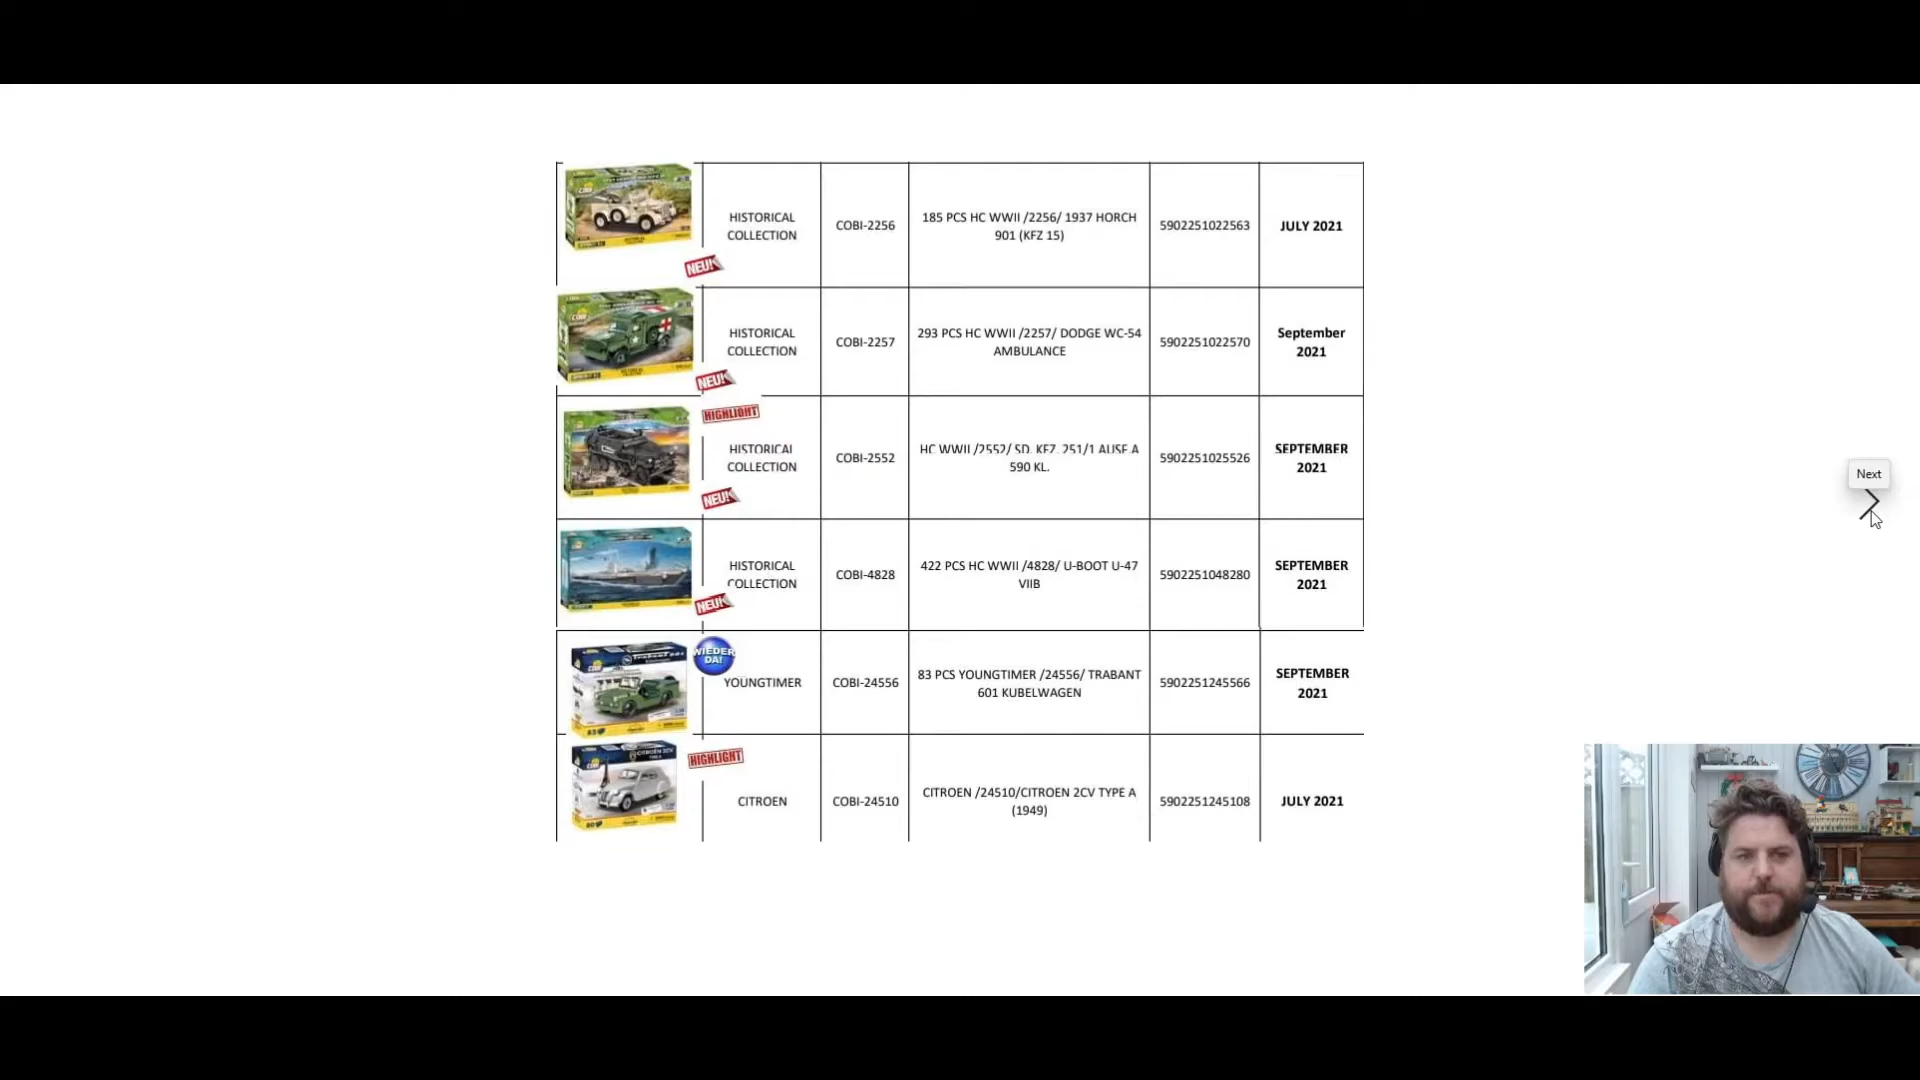 HISTORICAL
COLLECTION
COBI-2256
185 PCS HC WWII /2256/ 1937 HORCH
901 (KFZ 15)
5902251022563
JULY 2021
NEU!
HISTORICAL
COLLECTION
COBI-2257
293 PCS HC WWII /2257/ DODGE WC-54
AMBULANCE
5902251022570
September
2021
NEU!
HIGHLIGHT
HISTORICAL
COLLECTION
COBI-2552
HC WWII /2552/ SD. KFZ. 251/1 AUSF.A
590 KL.
5902251025526
SEPTEMBER
2021
NEU!
Next
HISTORICAL
COLLECTION
COBI-4828
422 PCS HC WWII /4828/ U-BOOT U-47
VIIB
5902251048280
SEPTEMBER
2021
NEU!
WIEDER
DA!
YOUNGTIMER
COBI-24556
83 PCS YOUNGTIMER /24556/ TRABANT
601 KUBELWAGEN
5902251245566
SEPTEMBER
2021
HIGHLIGHT
CITROEN
COBI-24510
CITROEN /24510/CITROEN 2CV TYPE A
(1949)
5902251245108
JULY 2021